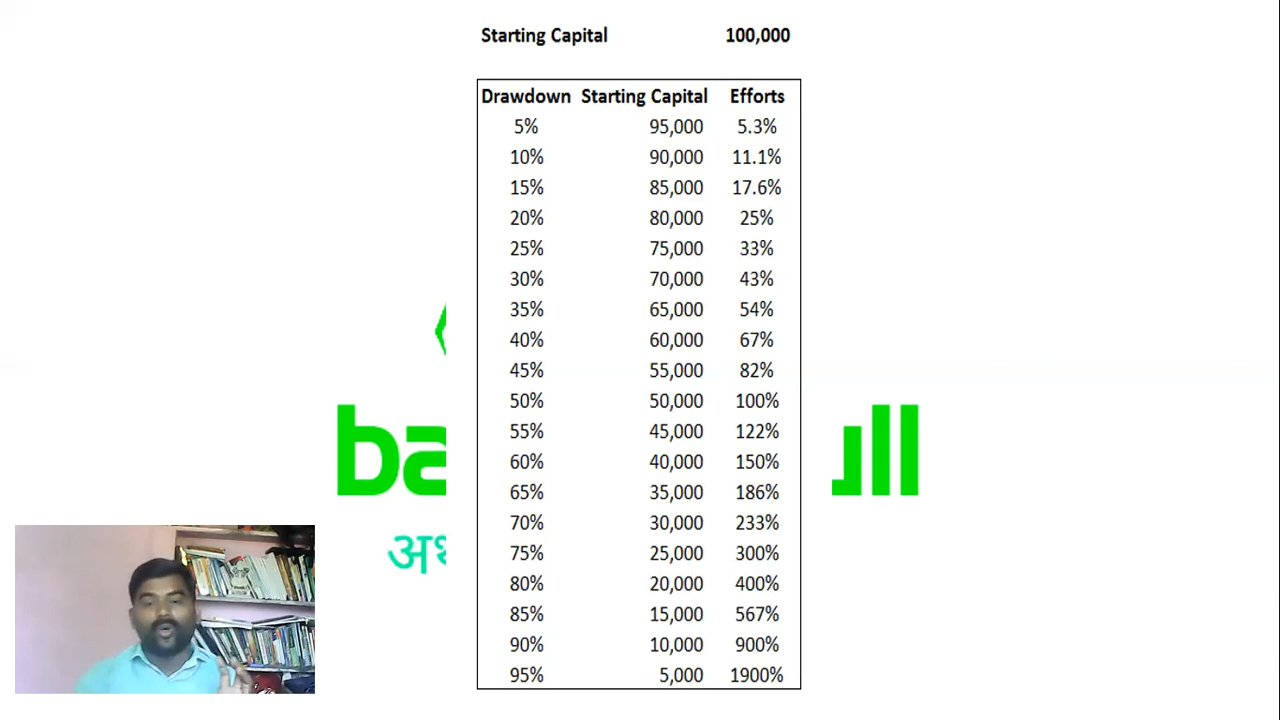 Starting Capital 100,000
Drawdown Starting Capital Efforts
5% 95,000 5.3%
10% 90,000 11.1%
15% 85,000 17.6%
20% 80,000 25%
25% 75,000 33%
30% 70,000 43%
35% 65,000 54%
40% 60,000 67%
45% 55,000 82%
50% 50,000 100%
55% 45,000 122%
60% 40,000 150%
65% 35,000 186%
70% 30,000 233%
75% 25,000 300%
80% 20,000 400%
85% 15,000 567%
90% 10,000 900%
95% 5,000 1900%